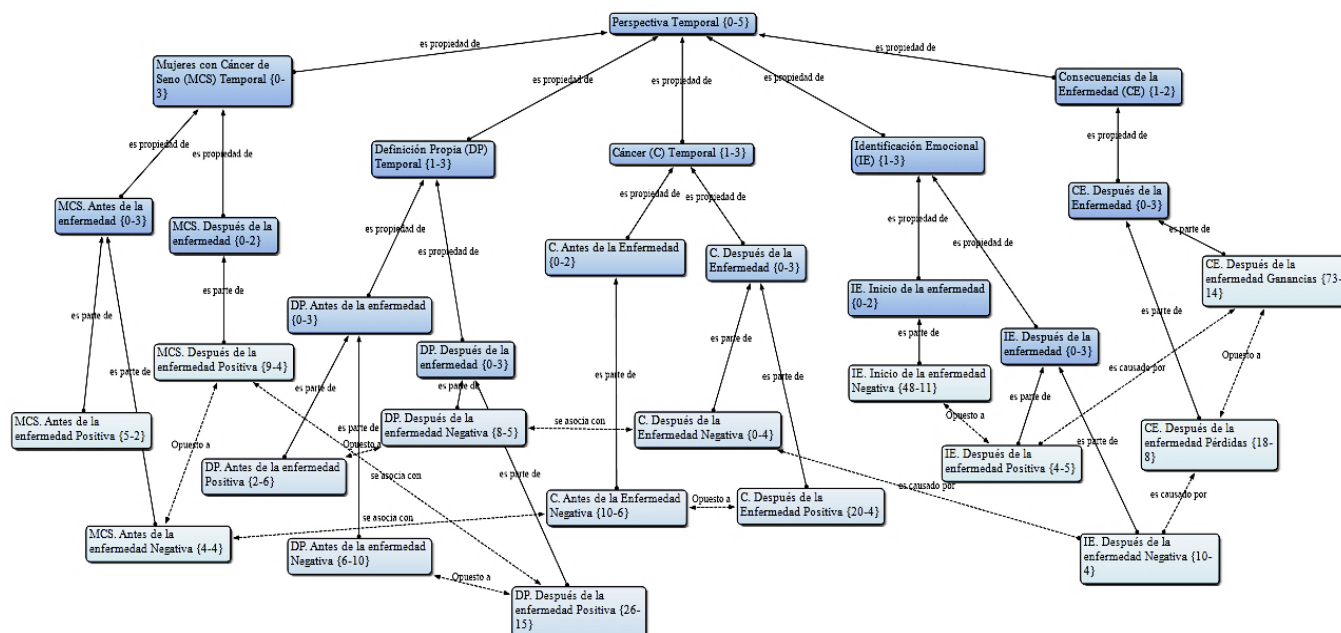 Perspectiva Temporal {0-5}
es propiedad de
es propiedad de
es propiedad de
es propiedad de
es propiedad de
Mujeres con Cáncer de
Seno (MCS) Temporal {0-
3}
Consecuencias de la
Enfermedad (CE) {1-2}
es propiedad de
es propiedad de
es propiedad de
Definición Propia (DP)
Temporal {1-3}
Cáncer (C) Temporal {1-3}
Identificación Emocional
(IE) {1-3}
MCS. Antes de la
enfermedad {0-3}
MCS. Después de la
enfermedad {0-2}
CE. Después de la
Enfermedad {0-3}
es propiedad de
es propiedad de
es propiedad de
es propiedad de
es propiedad de
es propiedad de
es parte de
C. Antes de la Enfermedad
{0-2}
C. Después de la
Enfermedad {0-3}
CE. Después de la
enfermedad Ganancias {73-
14}
IE. Inicio de la enfermedad
{0-2}
DP. Antes de la enfermedad
{0-3}
es parte de
es parte de
es parte de
DP. Después de la
enfermedad {0-3}
IE. Después de la
enfermedad {0-3}
es parte de
es parte de
Opuesto a
es causado por
MCS. Después de la
enfermedad Positiva {9-4}
IE. Inicio de la enfermedad
Negativa {48-11}
es parte de
es parte de
es parte de
es parte de
MCS. Antes de la
enfermedad Positiva {5-2}
DP. Después de la
enfermedad Negativa {8-5}
se asocia con
C. Después de la
Enfermedad Negativa {0-4}
Opuesto a
es parte de
CE. Después de la
enfermedad Pérdidas {18-
8}
Opuesto a
es parte de
Opuesto a
es parte de
DP. Antes de la enfermedad
Positiva {2-6}
se asocia con
es parte de
IE. Después de la
enfermedad Positiva {4-5}
es causado por
es causado por
C. Antes de la Enfermedad
Negativa {10-6}
Opuesto a
C. Después de la
Enfermedad Positiva {20-4}
se asocia con
MCS. Antes de la
enfermedad Negativa {4-4}
DP. Antes de la enfermedad
Negativa {6-10}
Opuesto a
IE. Después de la
enfermedad Negativa {10-
4}
DP. Después de la
enfermedad Positiva {26-
15}